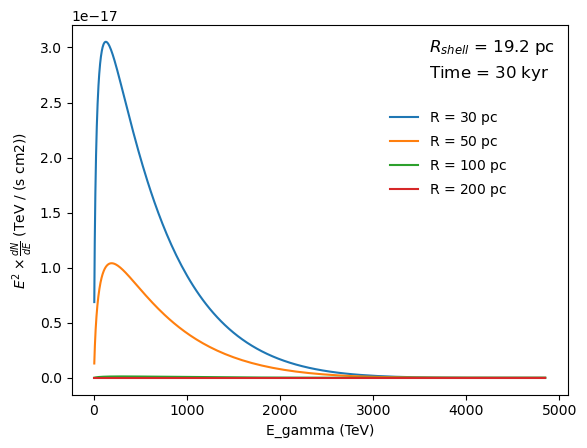 1e−17
R_shell = 19.2 pc
Time = 30 kyr
R = 30 pc
R = 50 pc
R = 100 pc
R = 200 pc
3.0
2.5
2.0
1.5
1.0
0.5
0.0
E² × dN/dE (TeV / (s cm2))
0 1000 2000 3000 4000 5000
E_gamma (TeV)